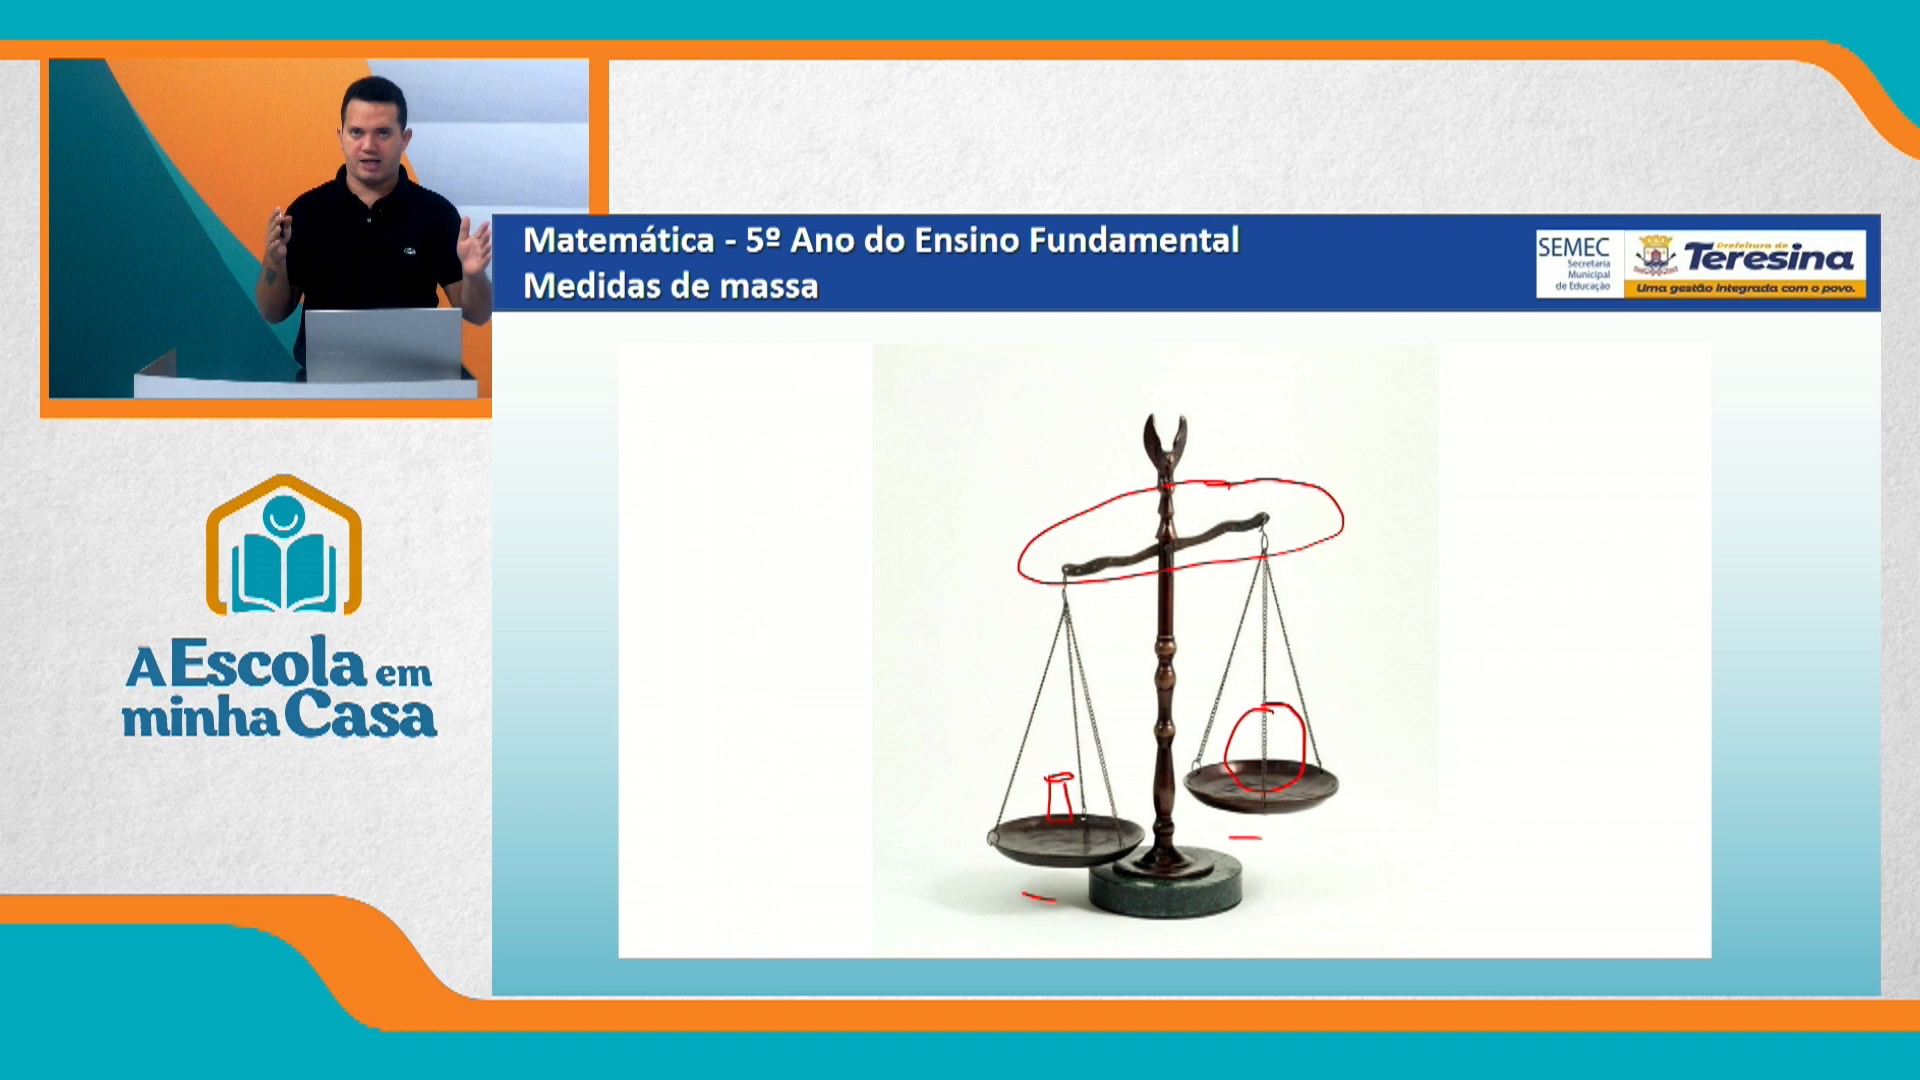 Matemática - 5º Ano do Ensino Fundamental
Medidas de massa
SEMEC
Secretaria
Municipal
de Educação
Prefeitura de
Teresina
Uma gestão integrada com o povo.
A Escola em
minha Casa